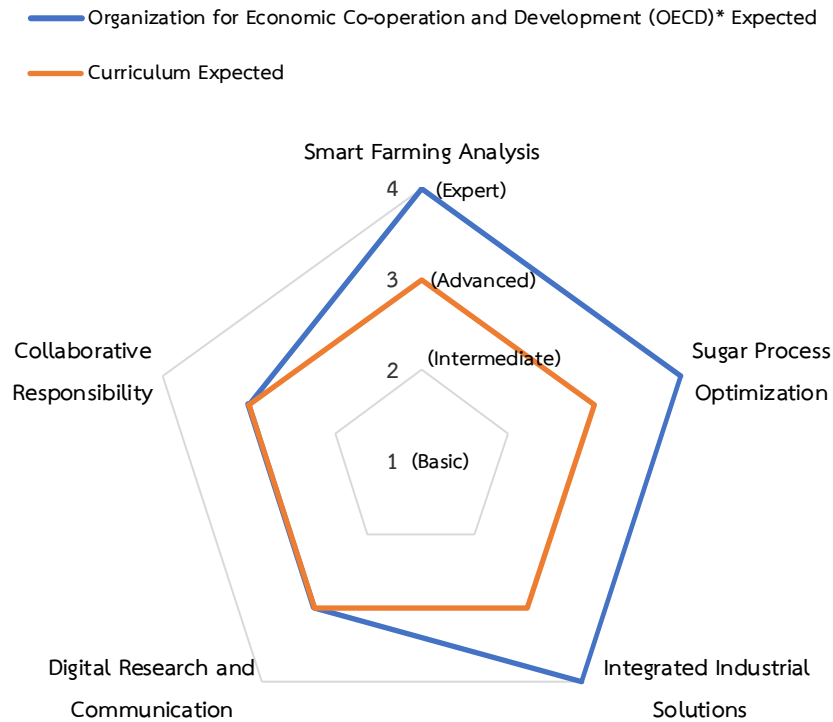 Organization for Economic Co-operation and Development (OECD)* Expected
Curriculum Expected
Smart Farming Analysis
4 (Expert)
3 (Advanced)
2 (Intermediate)
1 (Basic)
Collaborative
Responsibility
Sugar Process
Optimization
Digital Research and
Communication
Integrated Industrial
Solutions